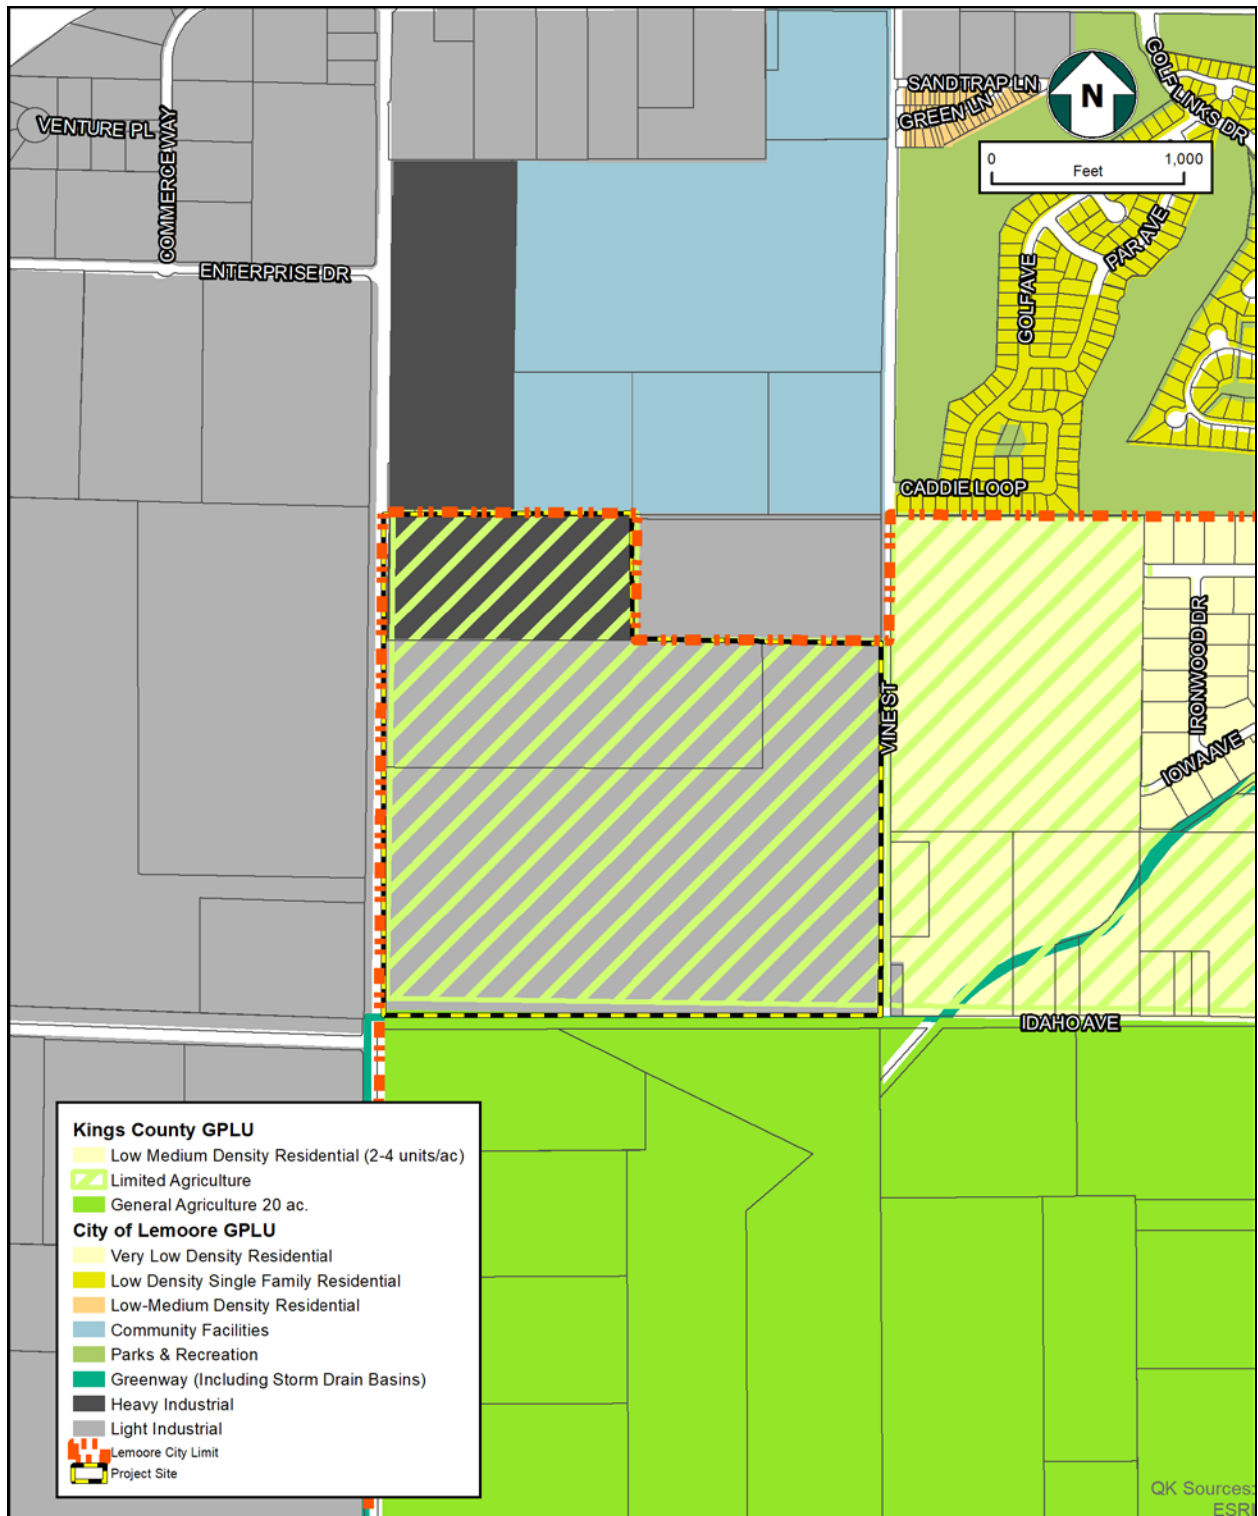 SANDTRAP LN
GREEN LN
GOLF LINKS DR
N
0
1,000
Feet
VENTURE PL
COMMERCE WAY
ENTERPRISE DR
GOLF AVE
PAR AVE
CADDIE LOOP
VINE ST
IRONWOOD DR
IOWA AVE
IDAHO AVE
Kings County GPLU
Low Medium Density Residential (2-4 units/ac)
Limited Agriculture
General Agriculture 20 ac.
City of Lemoore GPLU
Very Low Density Residential
Low Density Single Family Residential
Low-Medium Density Residential
Community Facilities
Parks & Recreation
Greenway (Including Storm Drain Basins)
Heavy Industrial
Light Industrial
Lemoore City Limit
Project Site
QK Sources:
ESRI